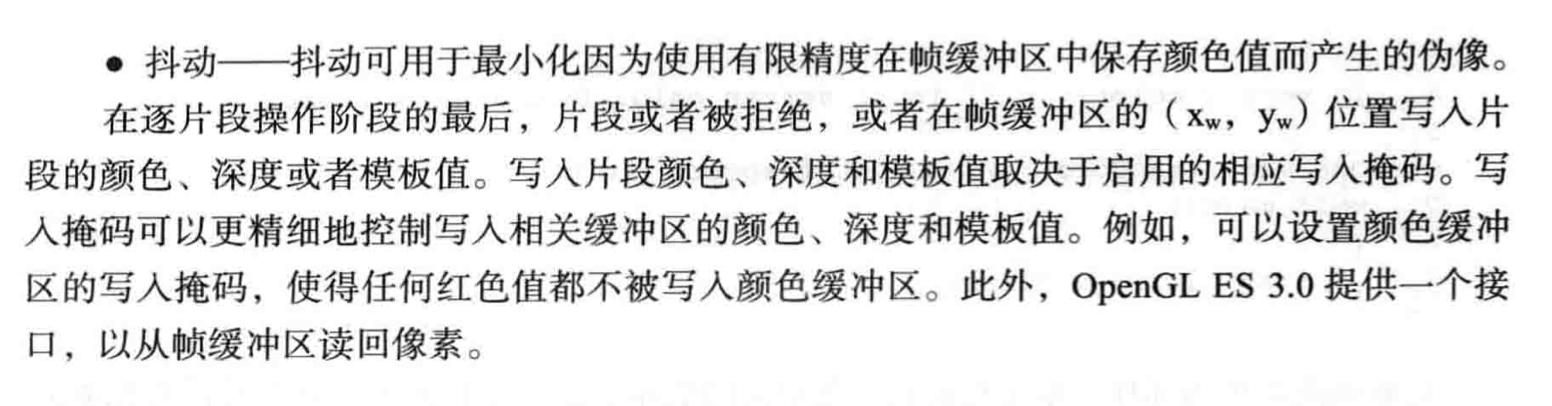 ● 抖动——抖动可用于最小化因为使用有限精度在帧缓冲区中保存颜色值而产生的伪像。
在逐片段操作阶段的最后，片段或者被拒绝，或者在帧缓冲区的（xw，yw）位置写入片
段的颜色、深度或者模板值。写入片段颜色、深度和模板值取决于启用的相应写入掩码。写
入掩码可以更精细地控制写入相关缓冲区的颜色、深度和模板值。例如，可以设置颜色缓冲
区的写入掩码，使得任何红色值都不被写入颜色缓冲区。此外，OpenGL ES 3.0 提供一个接
口，以从帧缓冲区读回像素。